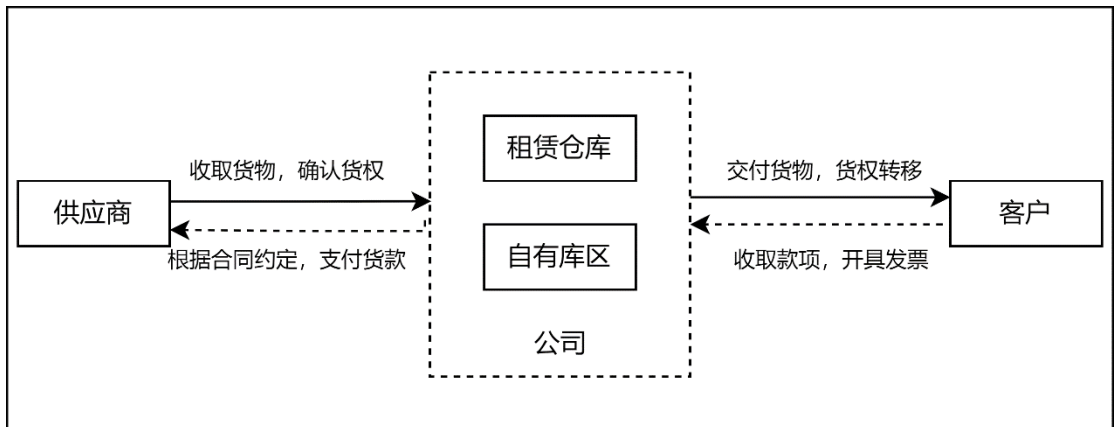 租赁仓库
收取货物，确认货权
交付货物，货权转移
供应商
客户
根据合同约定，支付货款
自有库区
收取款项，开具发票
公司